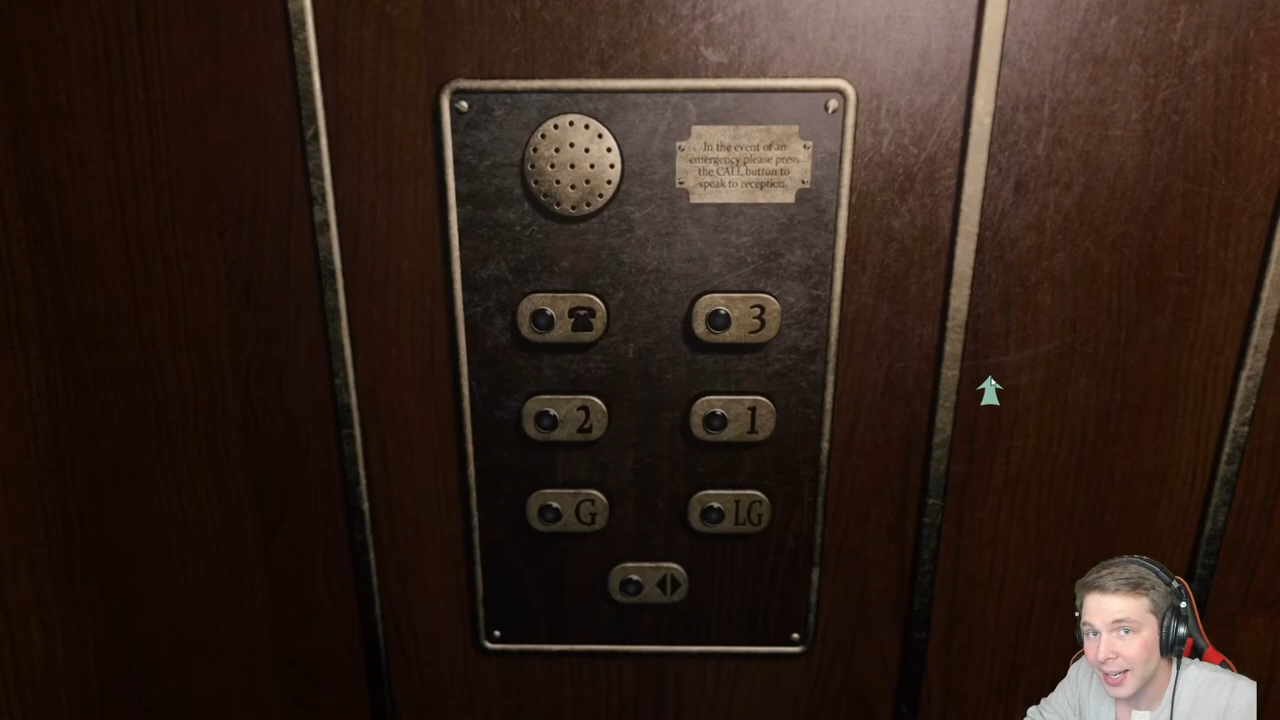 In the event of an
emergency please press
the CALL button to
speak to reception.
3
2 1
G LG